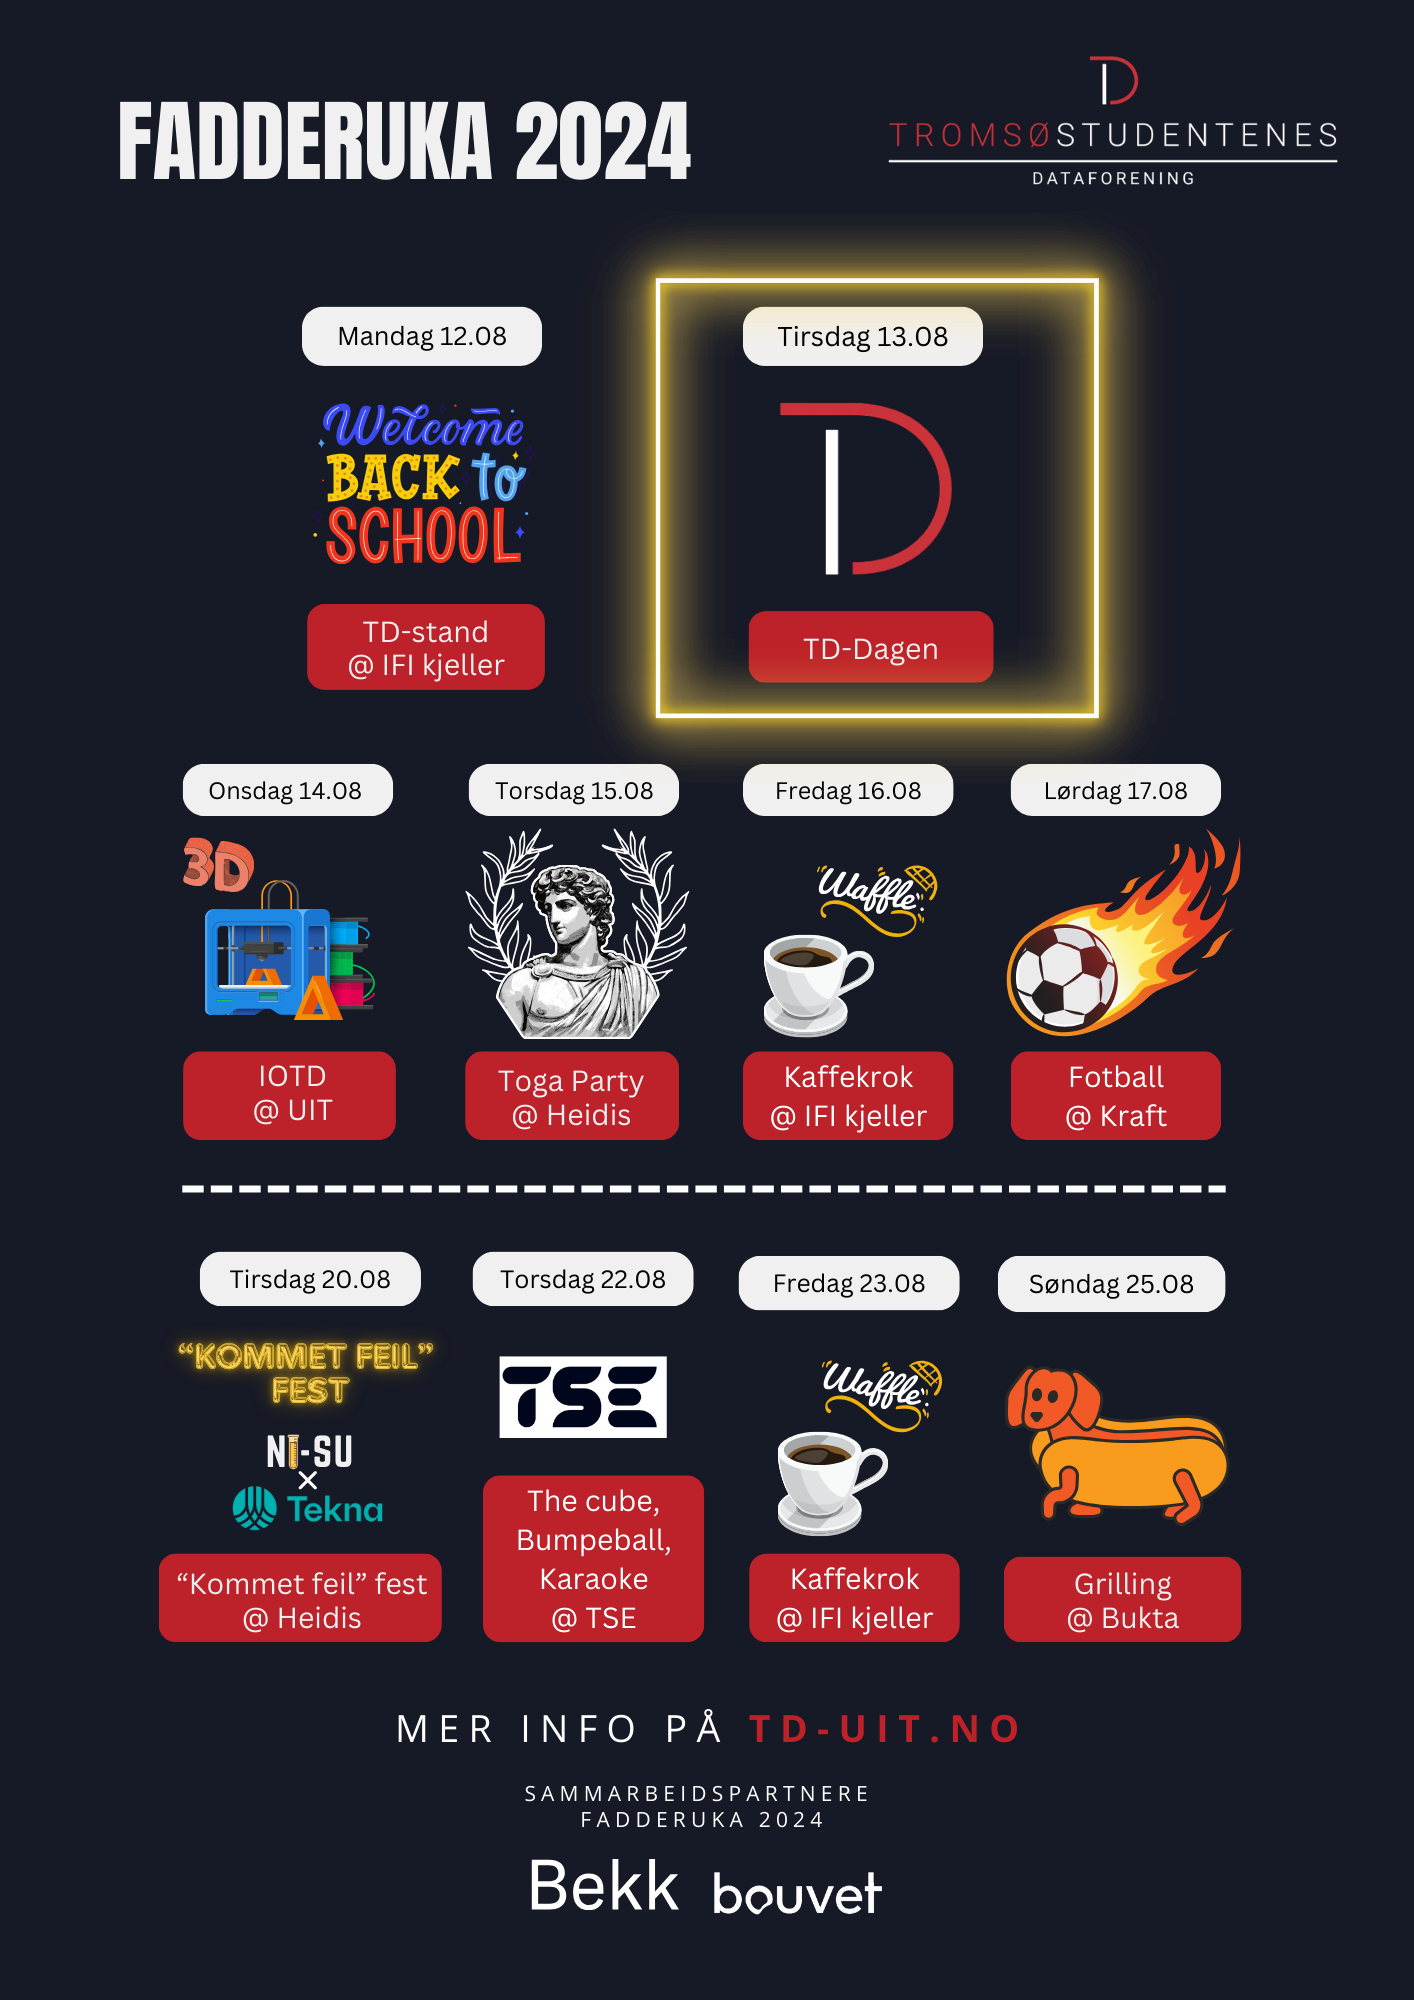 FADDERUKA 2024
TROMSØSTUDENTENES
DATAFORENING
Mandag 12.08
Welcome
BACK to
SCHOOL
TD-stand
@ IFI kjeller
Tirsdag 13.08
TD-Dagen
Onsdag 14.08
3D
IOTD
@ UIT
Torsdag 15.08
Toga Party
@ Heidis
Fredag 16.08
Waffle
Kaffekrok
@ IFI kjeller
Lørdag 17.08
Fotball
@ Kraft
Tirsdag 20.08
“KOMMET FEIL”
FEST
NI-SU
×
Tekna
“Kommet feil” fest
@ Heidis
Torsdag 22.08
TSE
The cube,
Bumpeball,
Karaoke
@ TSE
Fredag 23.08
Waffle
Kaffekrok
@ IFI kjeller
Søndag 25.08
Grilling
@ Bukta
MER INFO PÅ TD-UIT.NO
SAMMARBEIDSPARTNERE
FADDERUKA 2024
Bekk bouvet